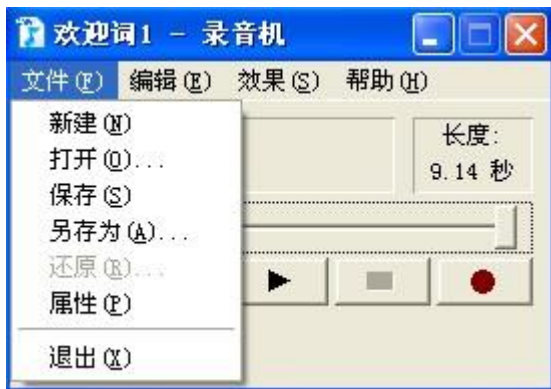 欢迎词1 - 录音机
文件(F) 编辑(E) 效果(S) 帮助(H)
新建(N)
打开(O)...
保存(S)
另存为(A)...
还原(R)...
属性(P)
退出(X)
长度:
9.14 秒